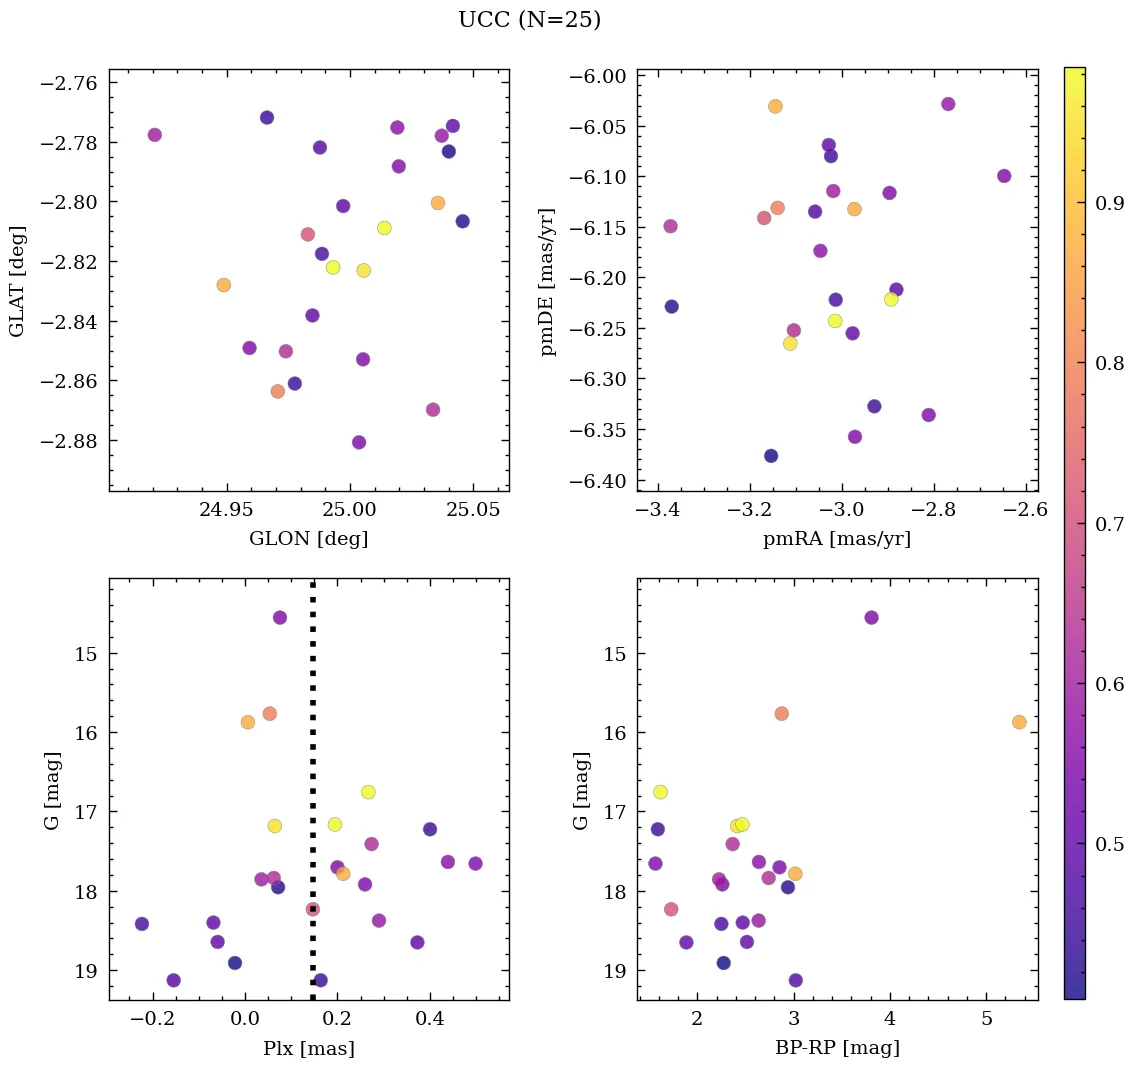 UCC (N=25)
−2.76
−2.78
−2.80
−2.82
−2.84
−2.86
−2.88
GLAT [deg]
24.95 25.00 25.05
GLON [deg]
−6.00
−6.05
−6.10
−6.15
−6.20
−6.25
−6.30
−6.35
−6.40
pmDE [mas/yr]
−3.4 −3.2 −3.0 −2.8 −2.6
pmRA [mas/yr]
15
16
17
18
19
G [mag]
−0.2 0.0 0.2 0.4
Plx [mas]
15
16
17
18
19
G [mag]
2 3 4 5
BP-RP [mag]
0.9
0.8
0.7
0.6
0.5